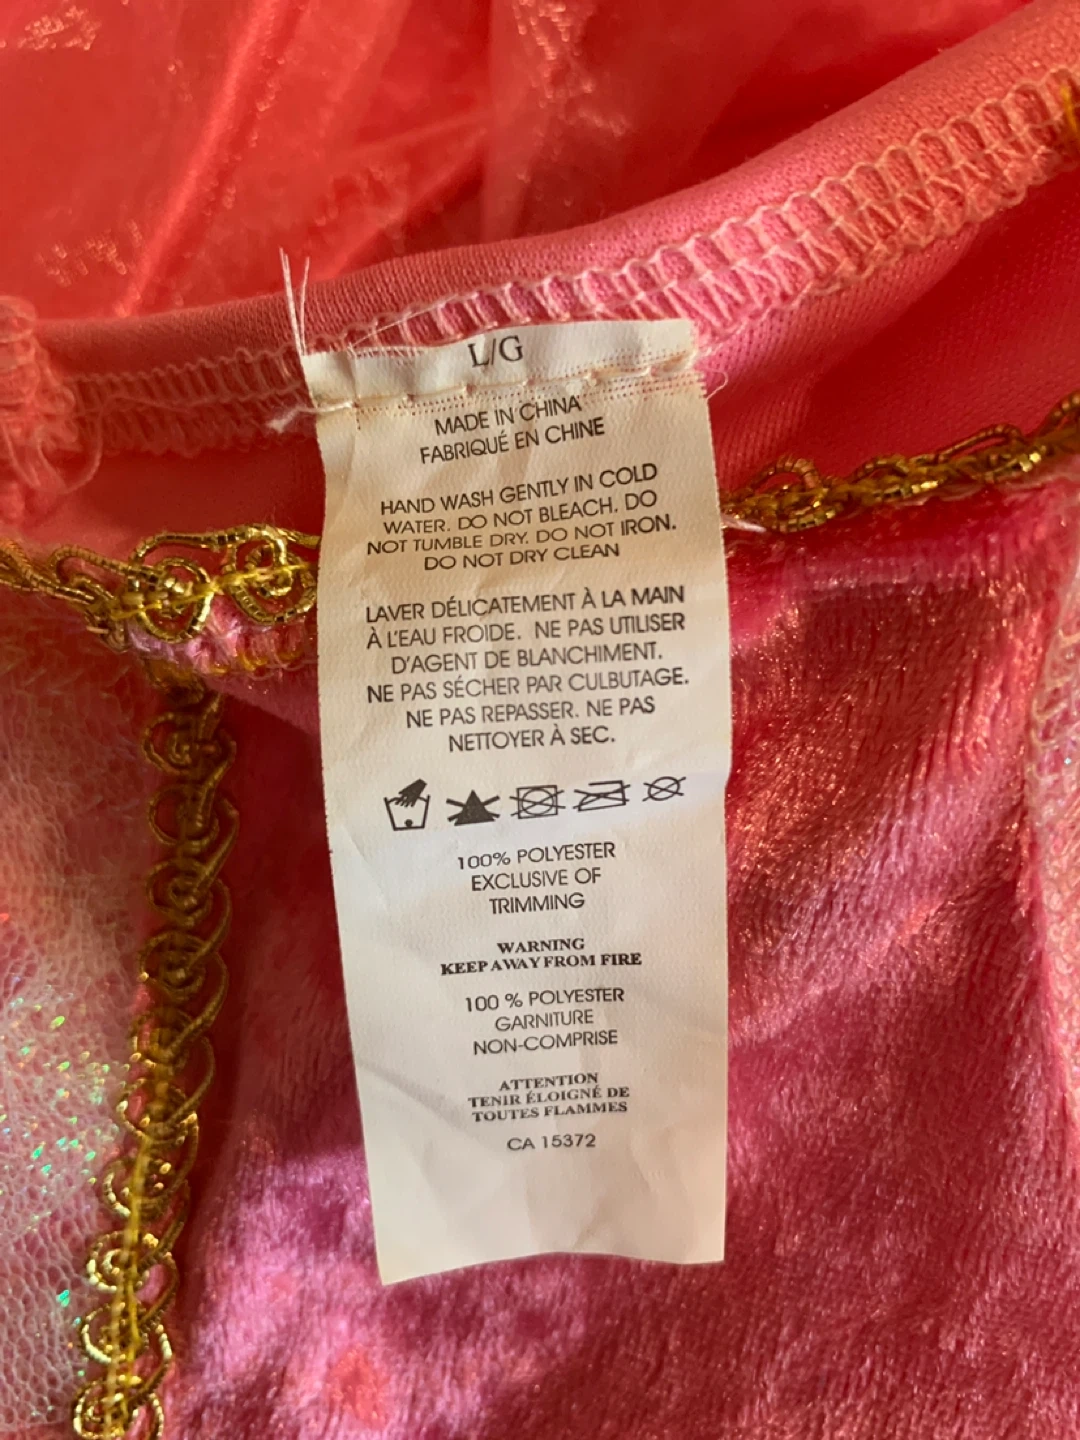 L/G
MADE IN CHINA
FABRIQUÉ EN CHINE
HAND WASH GENTLY IN COLD
WATER. DO NOT BLEACH. DO
NOT TUMBLE DRY. DO NOT IRON.
DO NOT DRY CLEAN
LAVER DÉLICATEMENT À LA MAIN
À L'EAU FROIDE. NE PAS UTILISER
D'AGENT DE BLANCHIMENT.
NE PAS SÉCHER PAR CULBUTAGE.
NE PAS REPASSER. NE PAS
NETTOYER À SEC.
100% POLYESTER
EXCLUSIVE OF
TRIMMING
WARNING
KEEP AWAY FROM FIRE
100 % POLYESTER
GARNITURE
NON-COMPRISE
ATTENTION
TENIR ÉLOIGNÉ DE
TOUTES FLAMMES
CA 15372